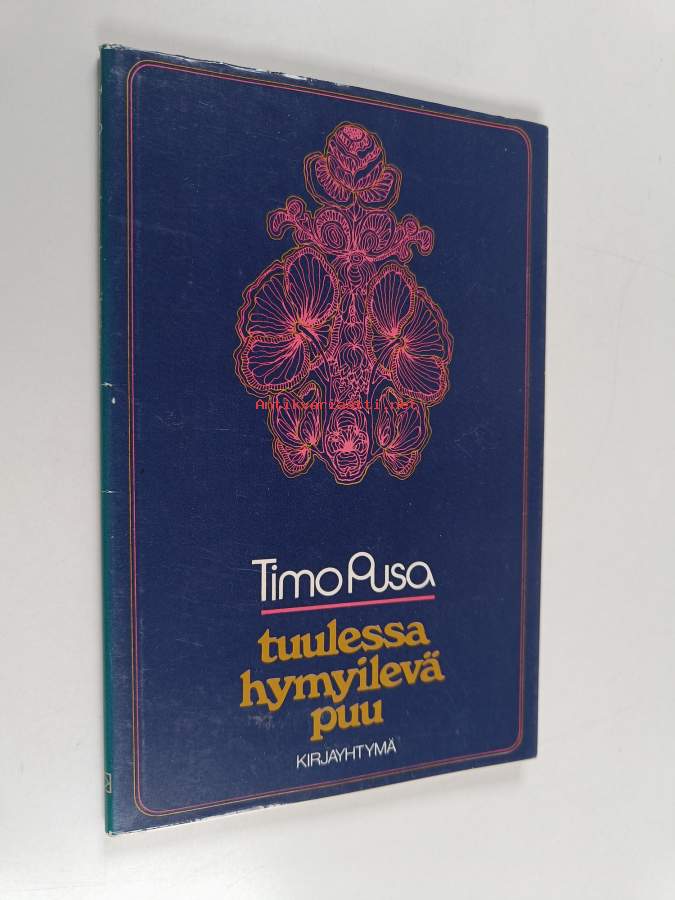 Antikvariaatti.net
Timo Pusa
tuulessa
hymyilevä
puu
KIRJAYHTYMÄ
K